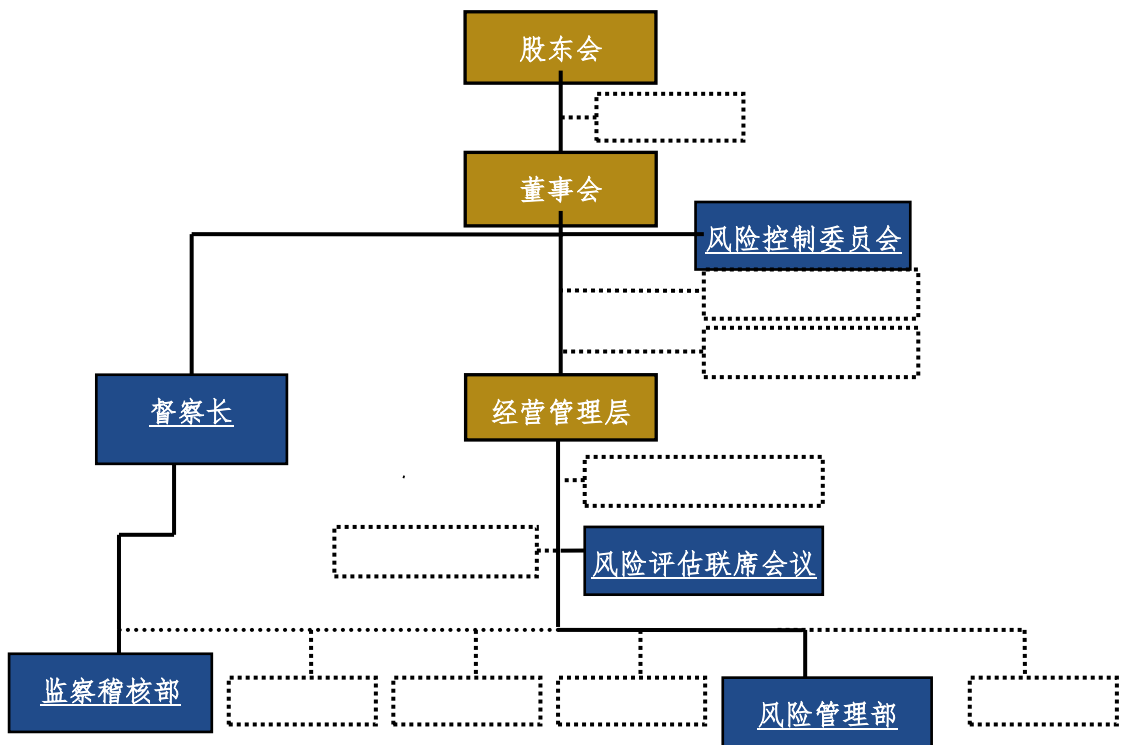 股东会
董事会
风险控制委员会
督察长
经营管理层
风险评估联席会议
监察稽核部
风险管理部